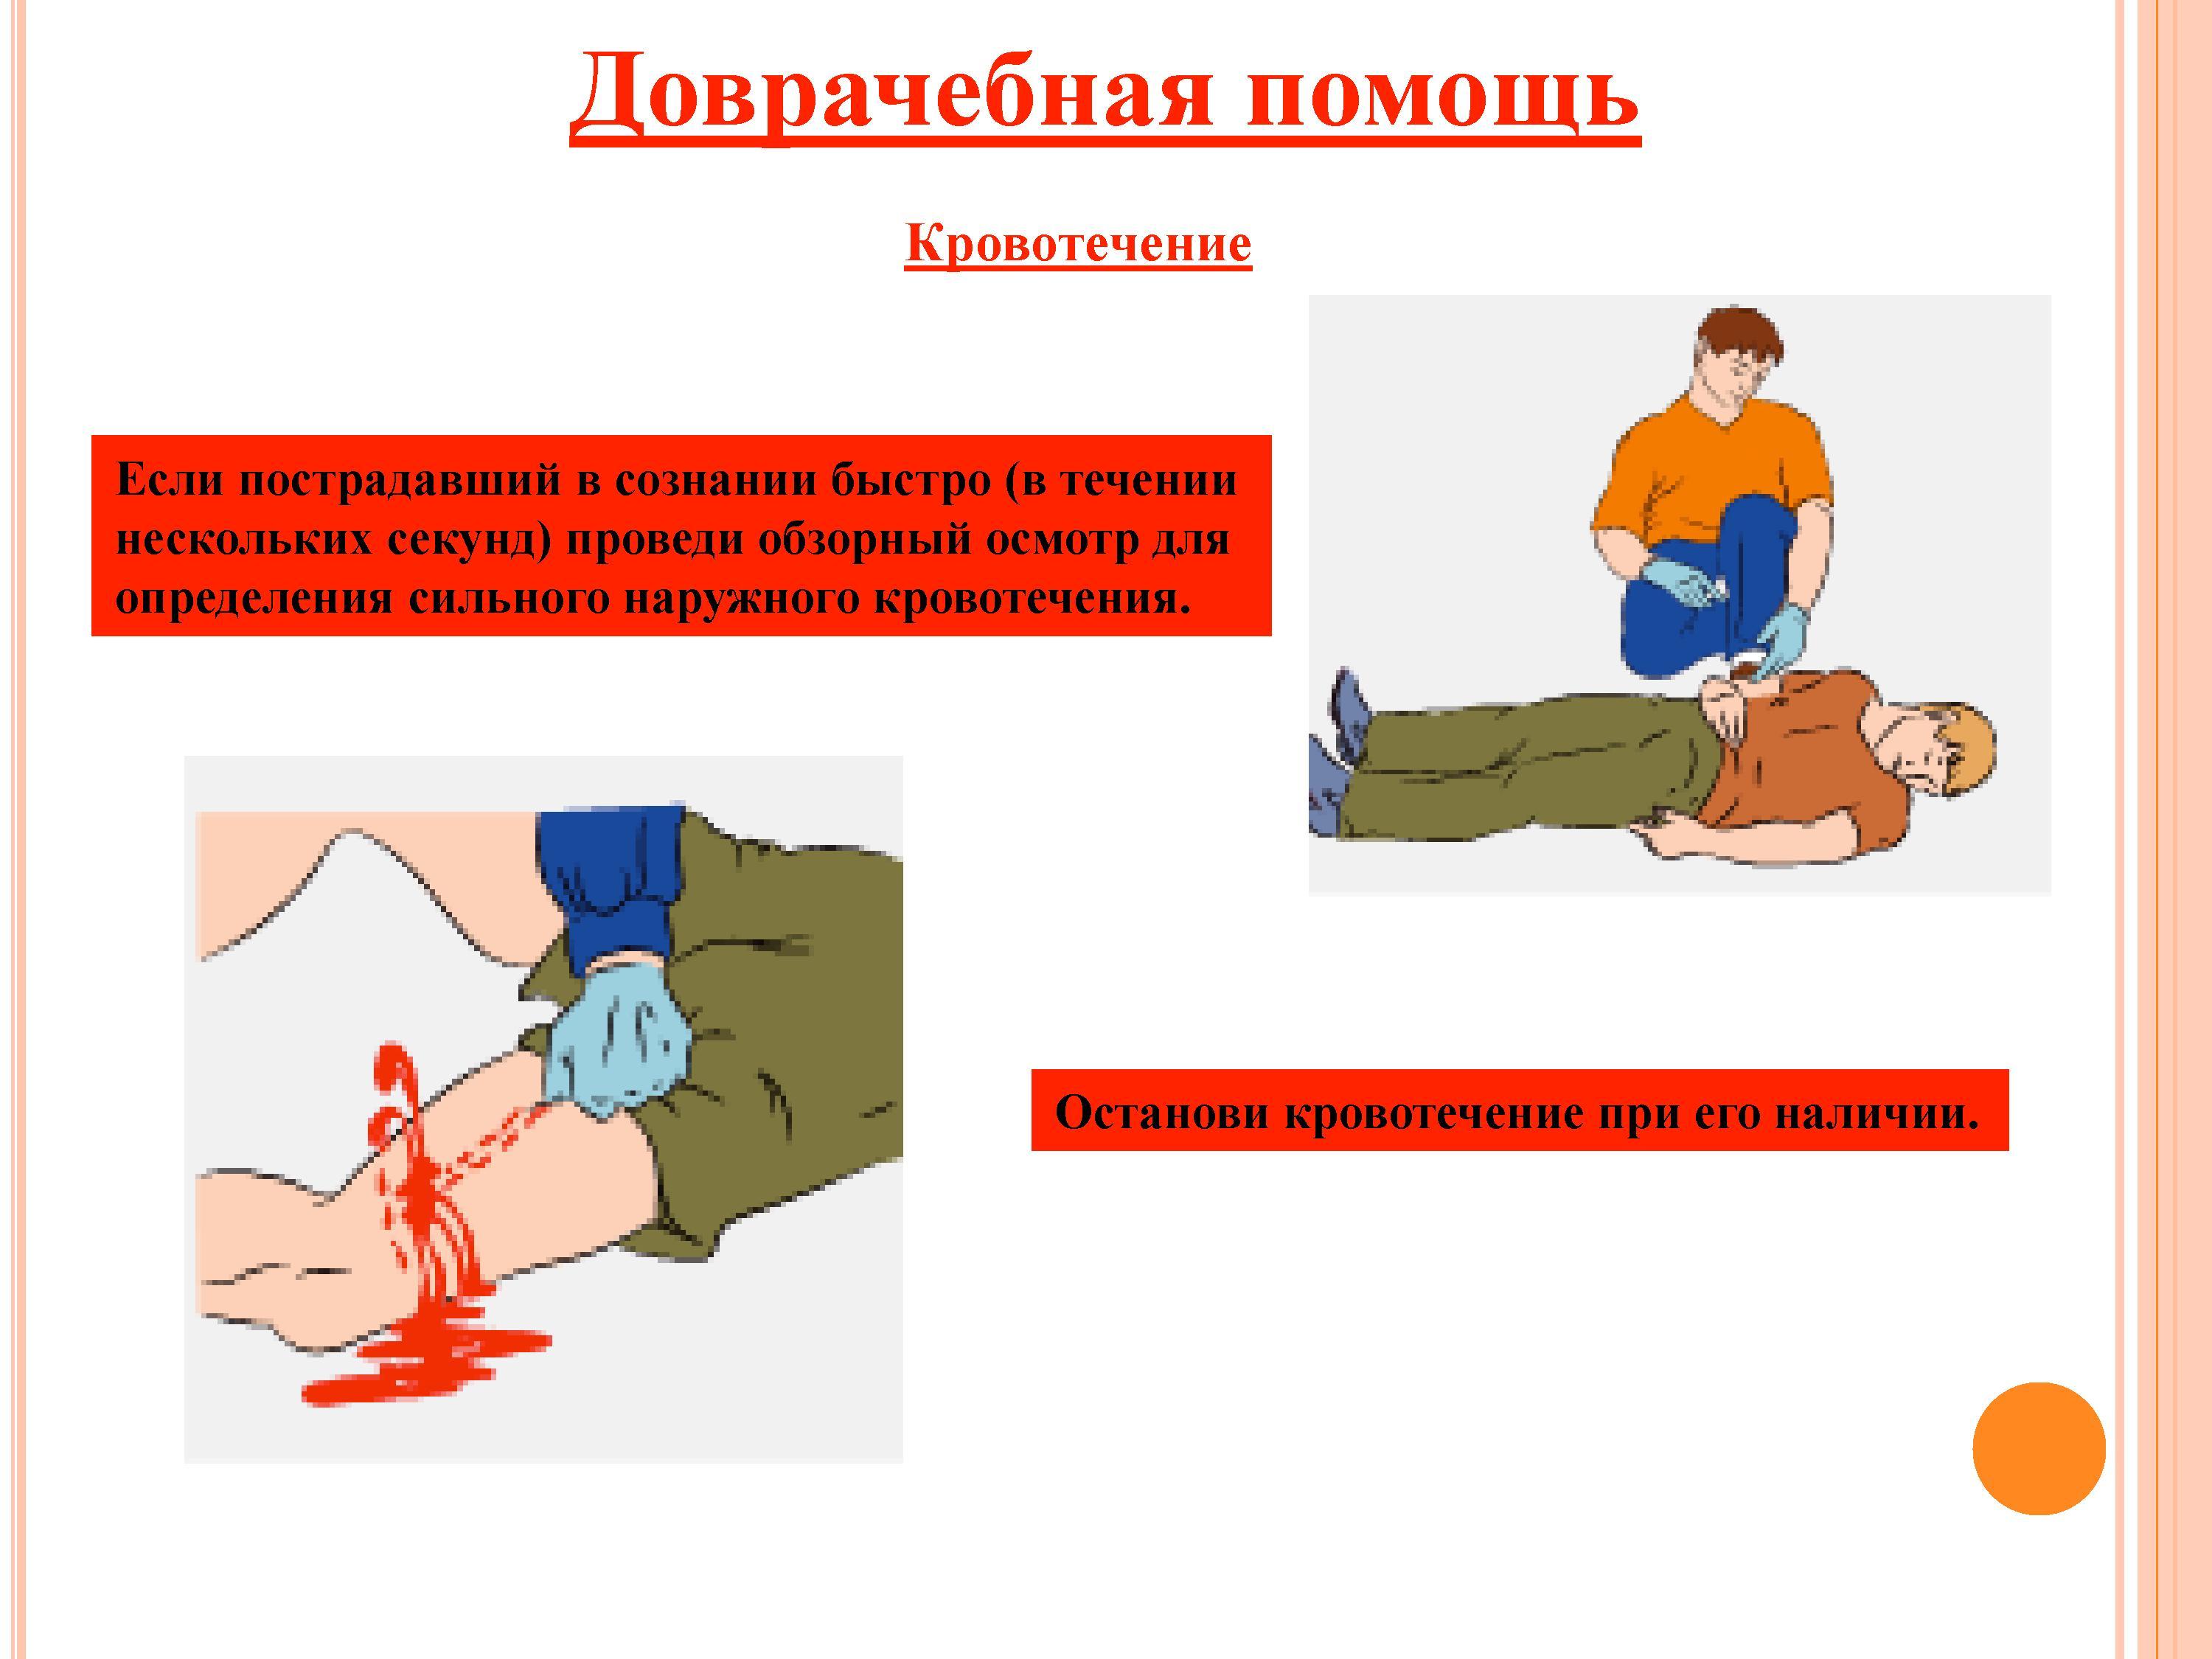 Доврачебная помощь
Кровотечение
Если пострадавший в сознании быстро (в течении
нескольких секунд) проведи обзорный осмотр для
определения сильного наружного кровотечения.
Останови кровотечение при его наличии.